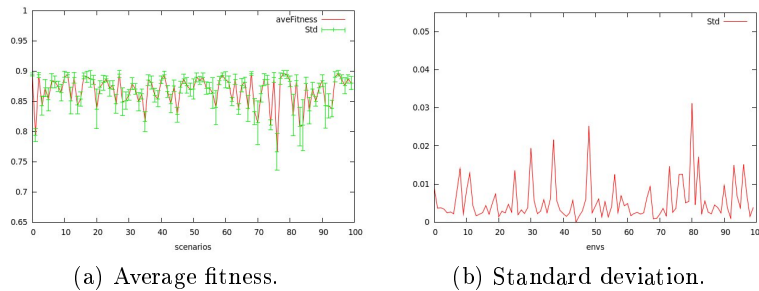 1
0.95
0.9
0.85
0.8
0.75
0.7
0.65
0 10 20 30 40 50 60 70 80 90 100
scenarios
aveFitness
Std
(a) Average fitness.
0.05
0.04
0.03
0.02
0.01
0
0 10 20 30 40 50 60 70 80 90 100
envs
Std
(b) Standard deviation.